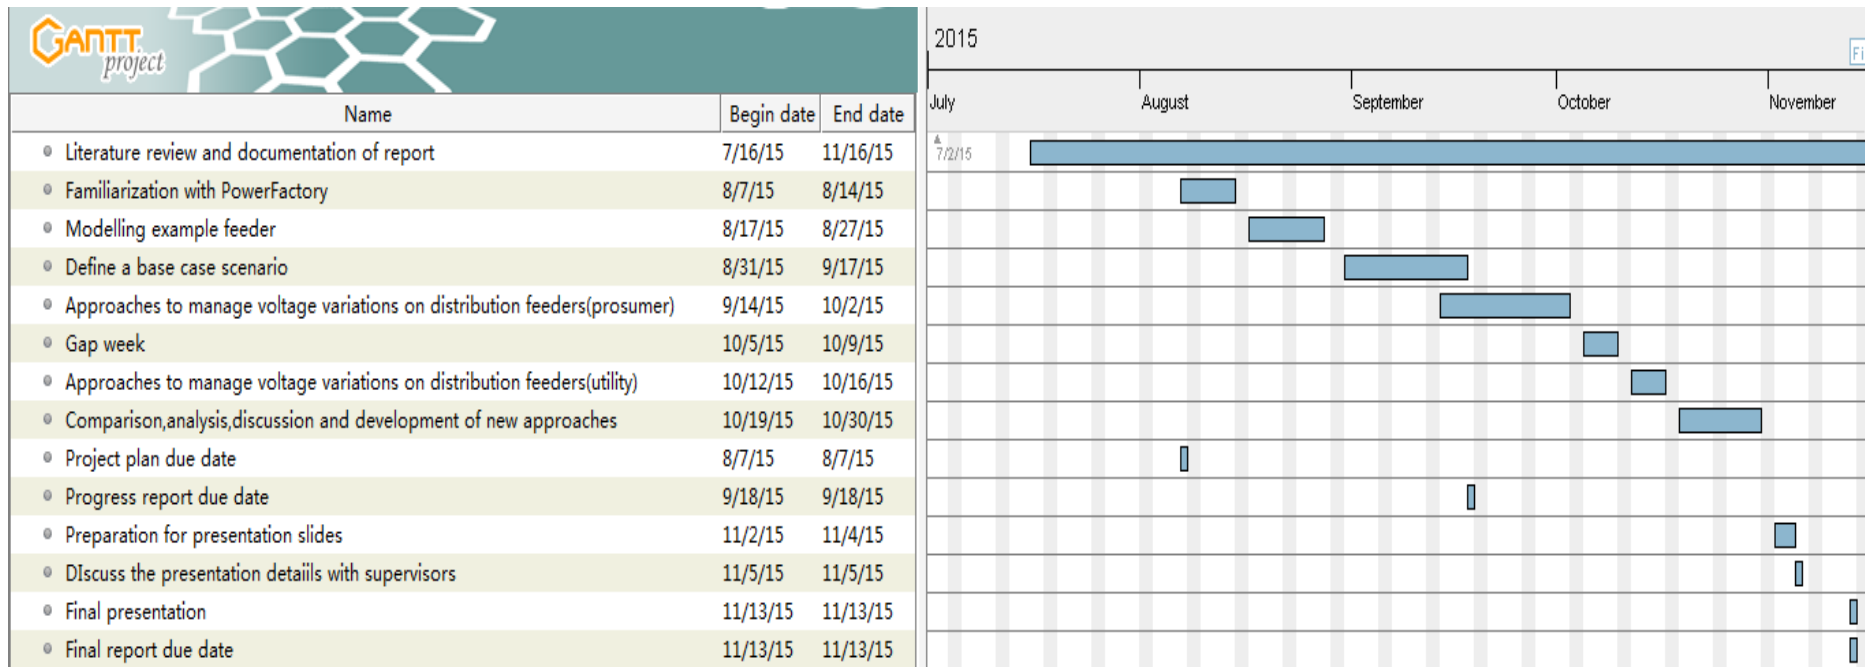 GANTT
project
2015
Fi
Name Begin date End date
July August September October November
7/2/15
Literature review and documentation of report 7/16/15 11/16/15
Familiarization with PowerFactory 8/7/15 8/14/15
Modelling example feeder 8/17/15 8/27/15
Define a base case scenario 8/31/15 9/17/15
Approaches to manage voltage variations on distribution feeders(prosumer) 9/14/15 10/2/15
Gap week 10/5/15 10/9/15
Approaches to manage voltage variations on distribution feeders(utility) 10/12/15 10/16/15
Comparison,analysis,discussion and development of new approaches 10/19/15 10/30/15
Project plan due date 8/7/15 8/7/15
Progress report due date 9/18/15 9/18/15
Preparation for presentation slides 11/2/15 11/4/15
DIscuss the presentation detaiils with supervisors 11/5/15 11/5/15
Final presentation 11/13/15 11/13/15
Final report due date 11/13/15 11/13/15